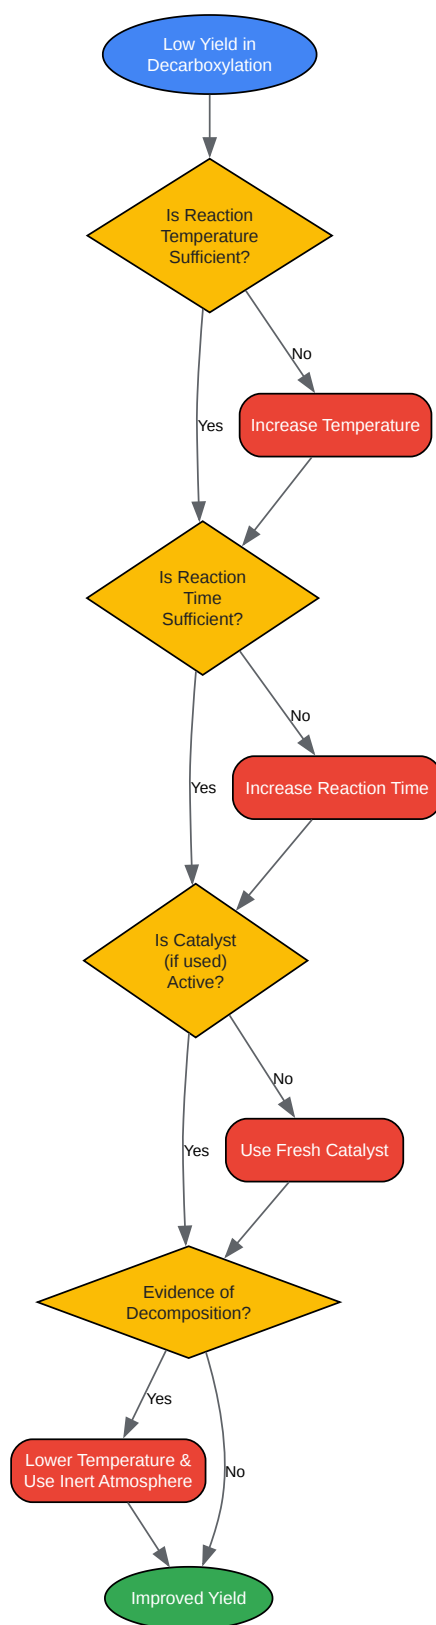 Low Yield in
Decarboxylation
Is Reaction
Temperature
Sufficient?
No
Increase Temperature
Yes
Is Reaction
Time
Sufficient?
No
Increase Reaction Time
Yes
Is Catalyst
(if used)
Active?
No
Use Fresh Catalyst
Yes
Evidence of
Decomposition?
Yes
Lower Temperature &
Use Inert Atmosphere
No
Improved Yield